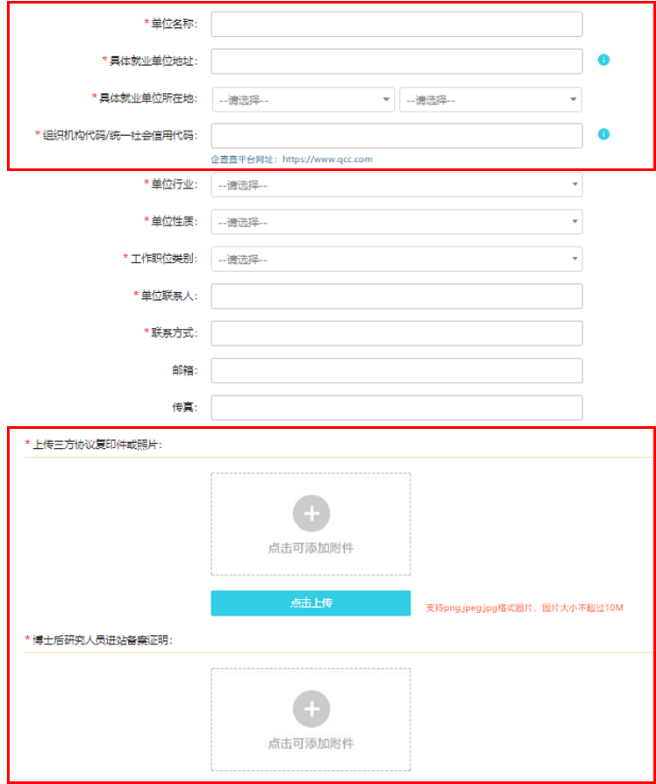 * 单位名称:
* 具体就业单位地址:
* 具体就业单位所在地: --请选择-- --请选择--
* 组织机构代码/统一社会信用代码:
企查查平台网址: https://www.qcc.com
* 单位行业: --请选择--
* 单位性质: --请选择--
* 工作职位类别: --请选择--
* 单位联系人:
* 联系方式:
邮箱:
传真:
* 上传三方协议复印件或照片:
点击可添加附件
点击上传 支持png,jpeg,jpg格式图片, 图片大小不超过10M
* 博士后研究人员进站备案证明:
点击可添加附件